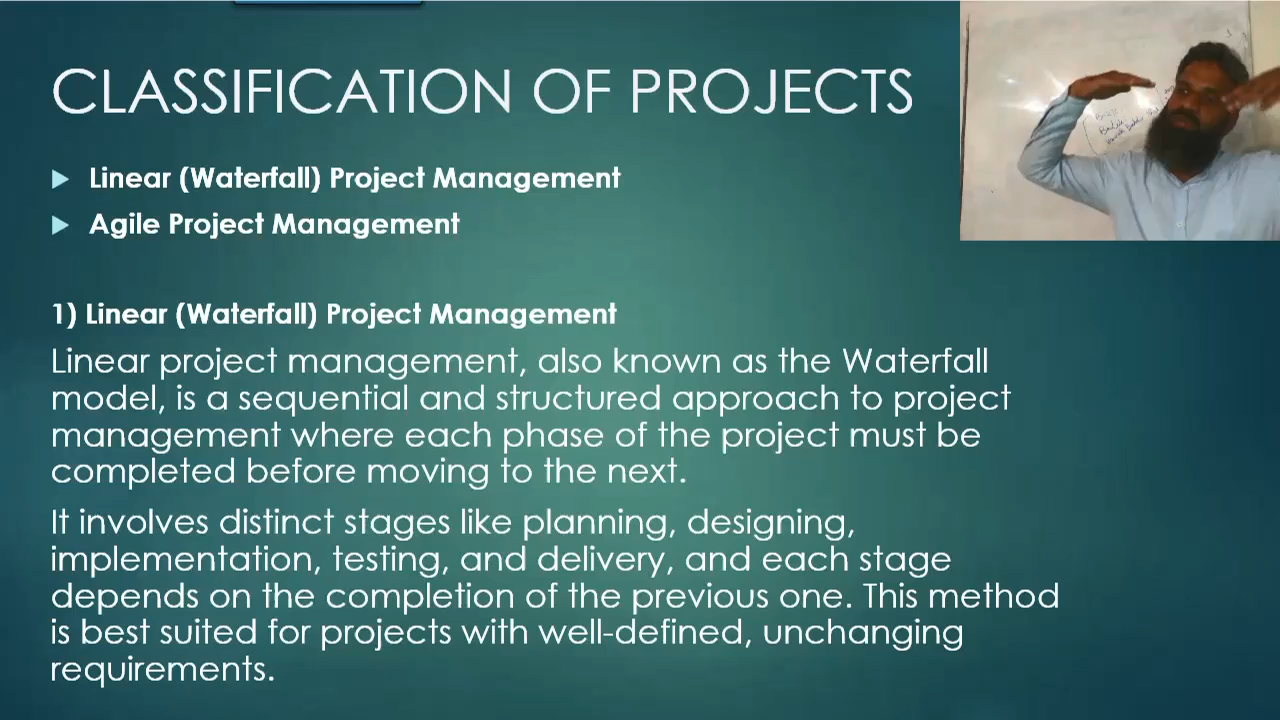 CLASSIFICATION OF PROJECTS
Linear (Waterfall) Project Management
Agile Project Management
1) Linear (Waterfall) Project Management
Linear project management, also known as the Waterfall
model, is a sequential and structured approach to project
management where each phase of the project must be
completed before moving to the next.
It involves distinct stages like planning, designing,
implementation, testing, and delivery, and each stage
depends on the completion of the previous one. This method
is best suited for projects with well-defined, unchanging
requirements.